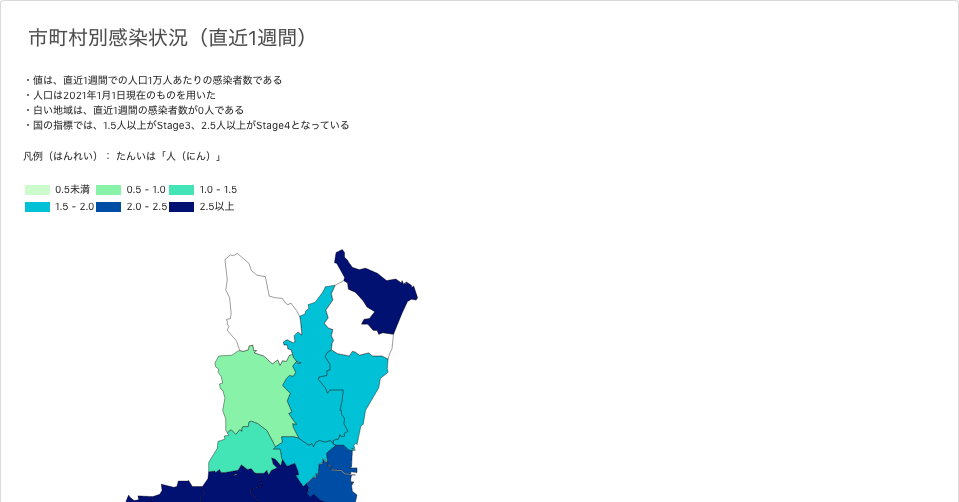 市町村別感染状況（直近1週間）
・値は、直近1週間での人口1万人あたりの感染者数である
・人口は2021年1月1日現在のものを用いた
・白い地域は、直近1週間の感染者数が0人である
・国の指標では、1.5人以上がStage3、2.5人以上がStage4となっている
凡例（はんれい）： たんいは「人（にん）」
0.5未満 0.5 - 1.0 1.0 - 1.5
1.5 - 2.0 2.0 - 2.5 2.5以上